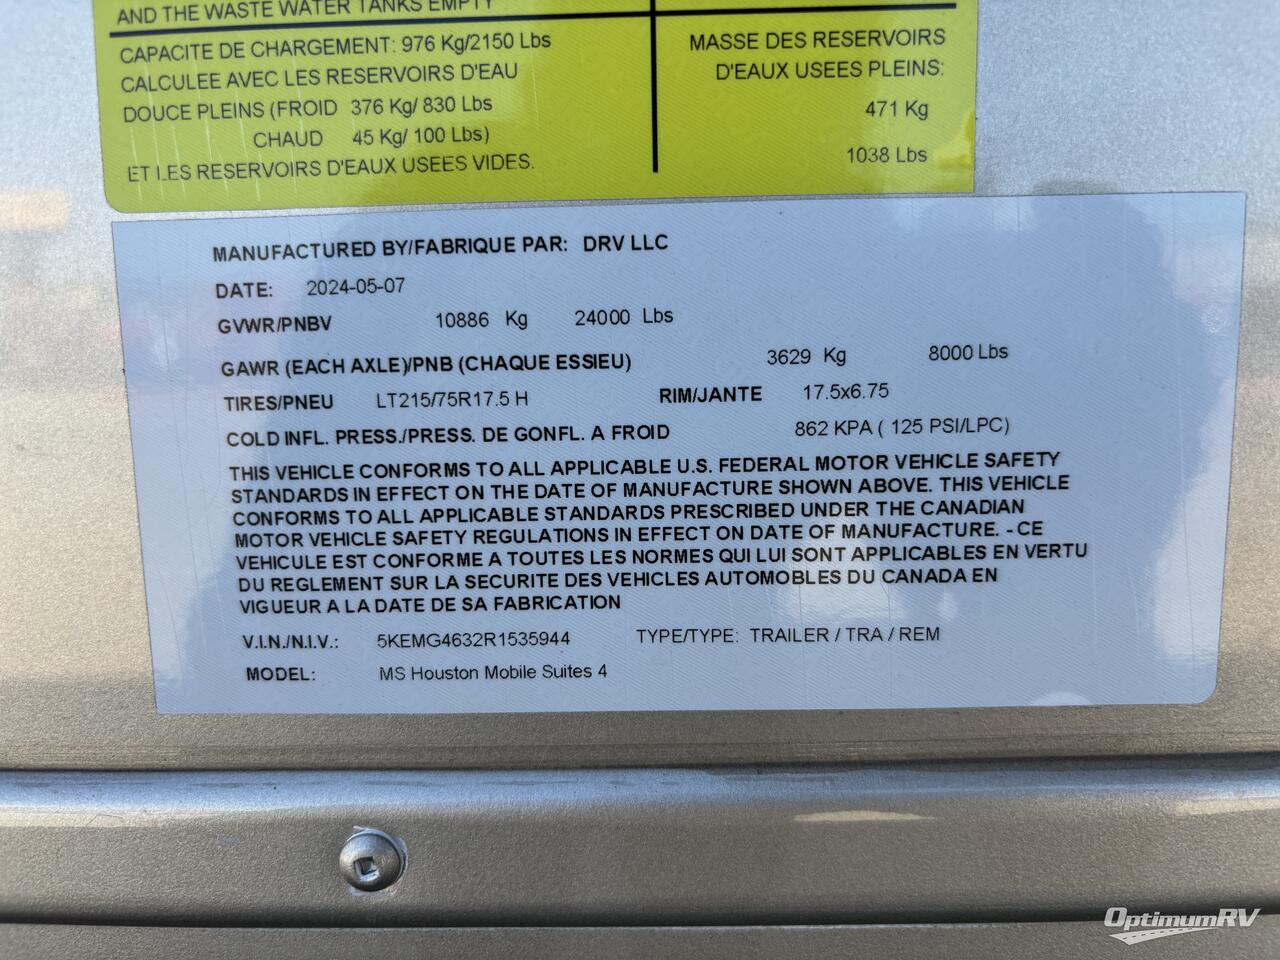 AND THE WASTE WATER TANKS EMPTY
CAPACITE DE CHARGEMENT: 976 Kg/2150 Lbs
CALCULEE AVEC LES RESERVOIRS D'EAU
DOUCE PLEINS (FROID 376 Kg/ 830 Lbs
CHAUD 45 Kg/ 100 Lbs)
ET LES RESERVOIRS D'EAUX USEES VIDES.
MASSE DES RESERVOIRS
D'EAUX USEES PLEINS:
471 Kg
1038 Lbs
MANUFACTURED BY/FABRIQUE PAR: DRV LLC
DATE: 2024-05-07
GVWR/PNBV 10886 Kg 24000 Lbs
GAWR (EACH AXLE)/PNB (CHAQUE ESSIEU) 3629 Kg 8000 Lbs
TIRES/PNEU LT215/75R17.5 H RIM/JANTE 17.5x6.75
COLD INFL. PRESS./PRESS. DE GONFL. A FROID 862 KPA ( 125 PSI/LPC)
THIS VEHICLE CONFORMS TO ALL APPLICABLE U.S. FEDERAL MOTOR VEHICLE SAFETY
STANDARDS IN EFFECT ON THE DATE OF MANUFACTURE SHOWN ABOVE. THIS VEHICLE
CONFORMS TO ALL APPLICABLE STANDARDS PRESCRIBED UNDER THE CANADIAN
MOTOR VEHICLE SAFETY REGULATIONS IN EFFECT ON DATE OF MANUFACTURE. - CE
VEHICULE EST CONFORME A TOUTES LES NORMES QUI LUI SONT APPLICABLES EN VERTU
DU REGLEMENT SUR LA SECURITE DES VEHICLES AUTOMOBLES DU CANADA EN
VIGUEUR A LA DATE DE SA FABRICATION
V.I.N./N.I.V.: 5KEMG4632R1535944 TYPE/TYPE: TRAILER / TRA / REM
MODEL: MS Houston Mobile Suites 4
OptimumRV